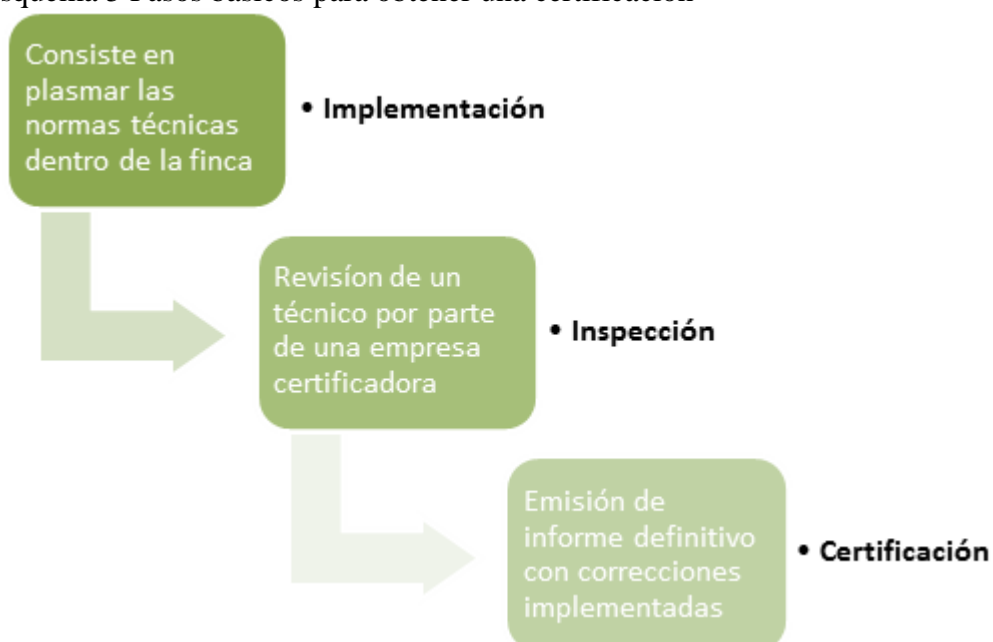 squema 3 Pasos básicos para obtener una certificación
Consiste en
plasmar las
normas técnicas
dentro de la finca
• Implementación
Revisíon de un
técnico por parte
de una empresa
certificadora
• Inspección
Emisión de
informe definitivo
con correcciones
implementadas
• Certificación